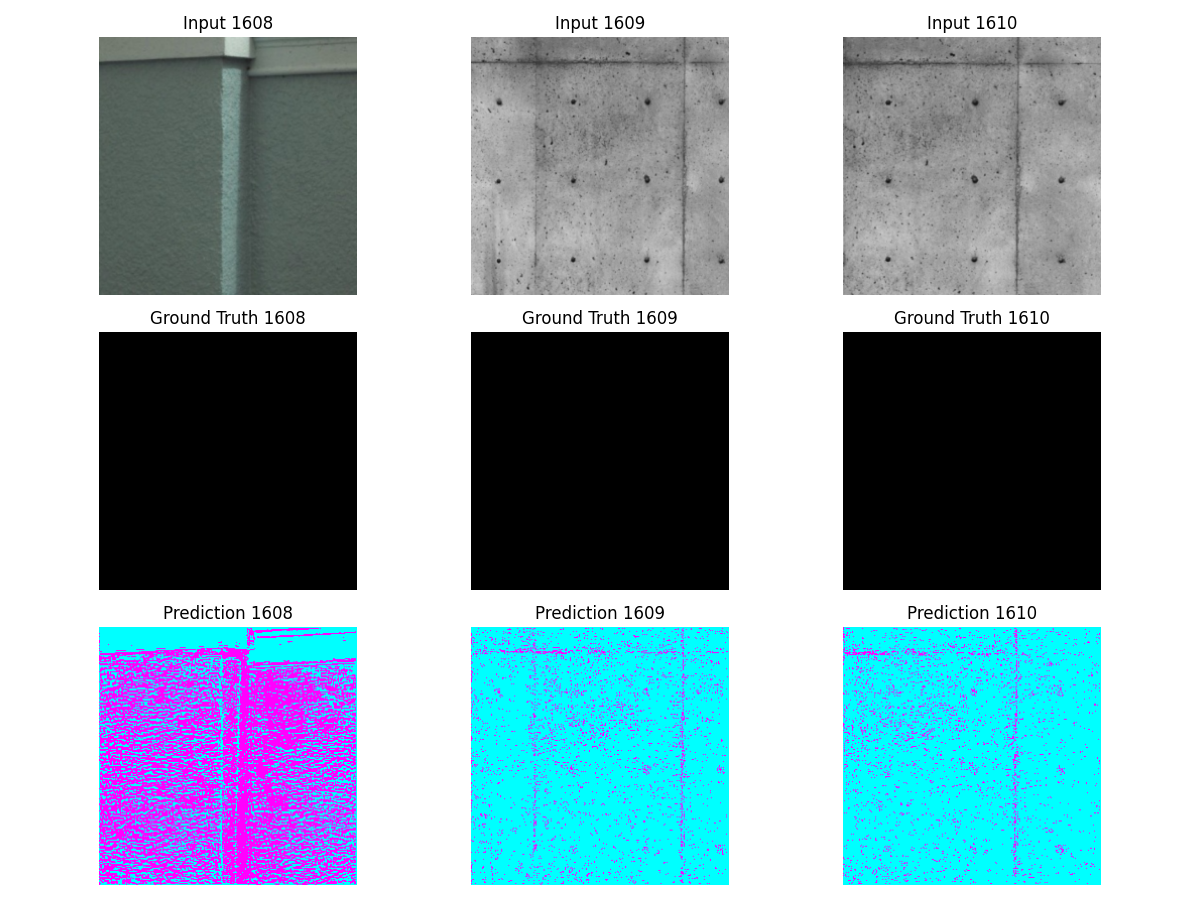 Input 1608
Input 1609
Input 1610
Ground Truth 1608
Ground Truth 1609
Ground Truth 1610
Prediction 1608
Prediction 1609
Prediction 1610